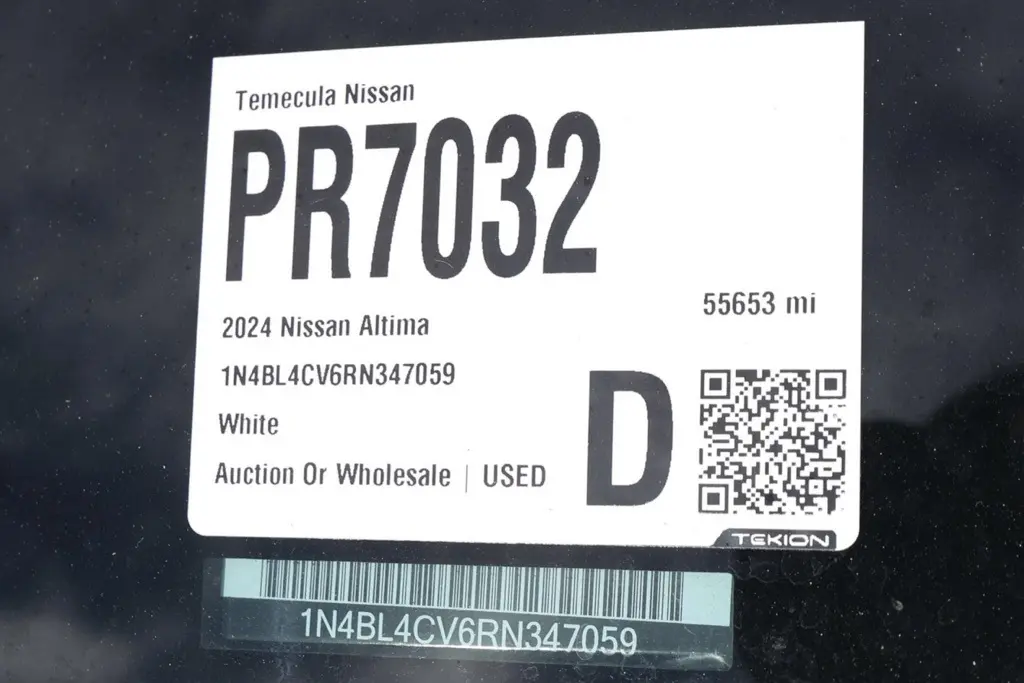 Temecula Nissan
PR7032
55653 mi
2024 Nissan Altima
1N4BL4CV6RN347059
White
D
Auction Or Wholesale | USED
TEKION
1N4BL4CV6RN347059